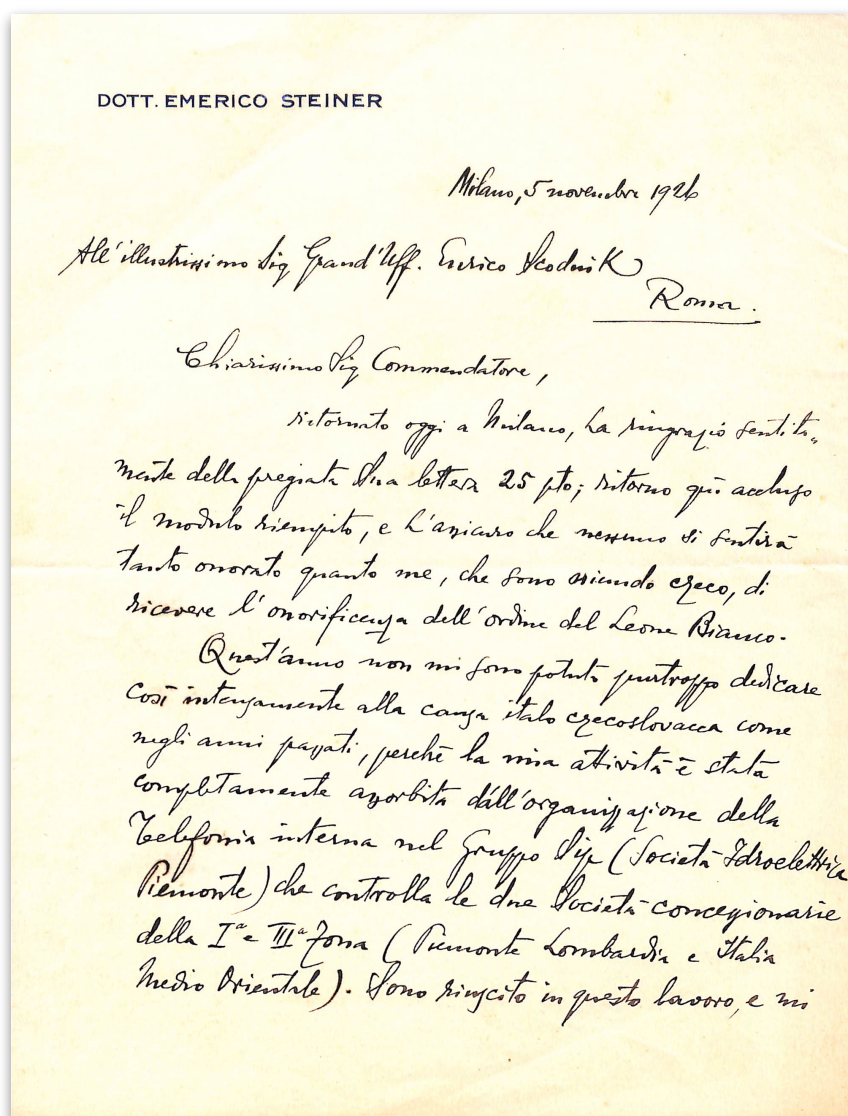 DOTT. EMERICO STEINER
Milano, 5 novembre 1926
All'illustrissimo Sig Grand'Uff. Enrico Scodnik
Roma.
Chiarissimo Sig Commendatore,
ritornato oggi a Milano, La ringrazio sentita„
mente della pregiata Sua lettera 25 pto; ritorno qui accluso
il modulo riempito, e L'assicuro che nessuno si sentirà
tanto onorato quanto me, che sono oriundo czeco, di
ricevere l'onorificenza dell'ordine del Leone Bianco.
Quest'anno non mi sono potuto purtroppo dedicare
così intensamente alla causa italo czecoslovacca come
negli anni passati, perchè la mia attività è stata
completamente assorbita dall'organizzazione della
Telefonia interna nel Gruppo Sip (Società Idroelettrica
Piemonte) che controlla le due Società concessionarie
della Iª e IIIª Zona (Piemonte Lombardia e Italia
Medio Orientale). Sono riuscito in questo lavoro, e mi